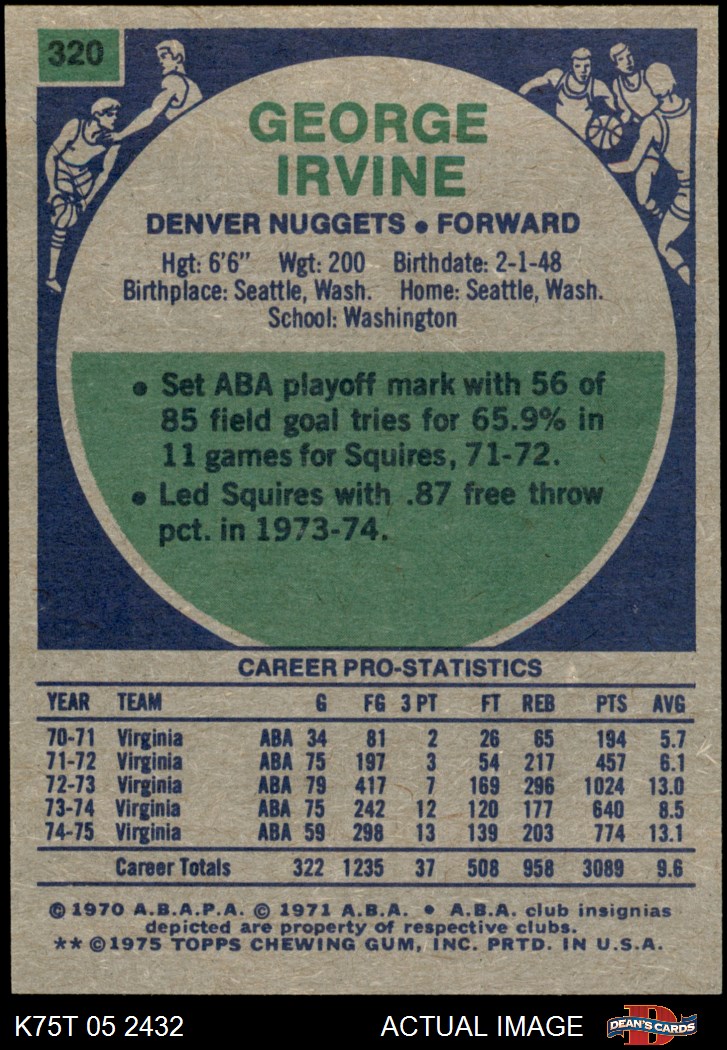 320
GEORGE
IRVINE
DENVER NUGGETS • FORWARD
Hgt: 6'6" Wgt: 200 Birthdate: 2-1-48
Birthplace: Seattle, Wash. Home: Seattle, Wash.
School: Washington
• Set ABA playoff mark with 56 of
85 field goal tries for 65.9% in
11 games for Squires, 71-72.
• Led Squires with .87 free throw
pct. in 1973-74.
CAREER PRO-STATISTICS
YEAR TEAM G FG 3 PT FT REB PTS AVG
70-71 Virginia ABA 34 81 2 26 65 194 5.7
71-72 Virginia ABA 75 197 3 54 217 457 6.1
72-73 Virginia ABA 79 417 7 169 296 1024 13.0
73-74 Virginia ABA 75 242 12 120 177 640 8.5
74-75 Virginia ABA 59 298 13 139 203 774 13.1
Career Totals 322 1235 37 508 958 3089 9.6
© 1970 A.B.A.P.A. © 1971 A.B.A. • A.B.A. club insignias
depicted are property of respective clubs.
** ©1975 TOPPS CHEWING GUM, INC. PRTD. IN U.S.A.
K75T 05 2432 ACTUAL IMAGE D DEAN'S CARDS